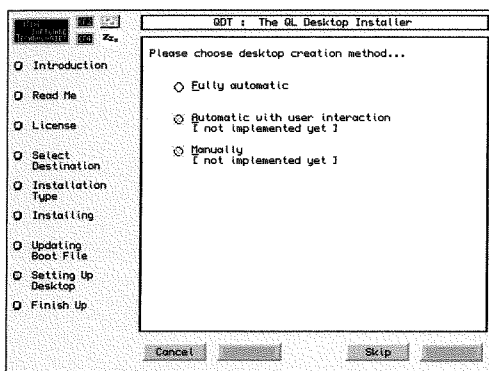 QDT : The QL Desktop Installer
Introduction
Read Me
License
Select
Destination
Installation
Type
Installing
Updating
Boot File
Setting Up
Desktop
Finish Up
Please choose desktop creation method...
Fully automatic
Automatic with user interaction
[ not implemented yet ]
Manually
[ not implemented yet ]
Cancel
Skip